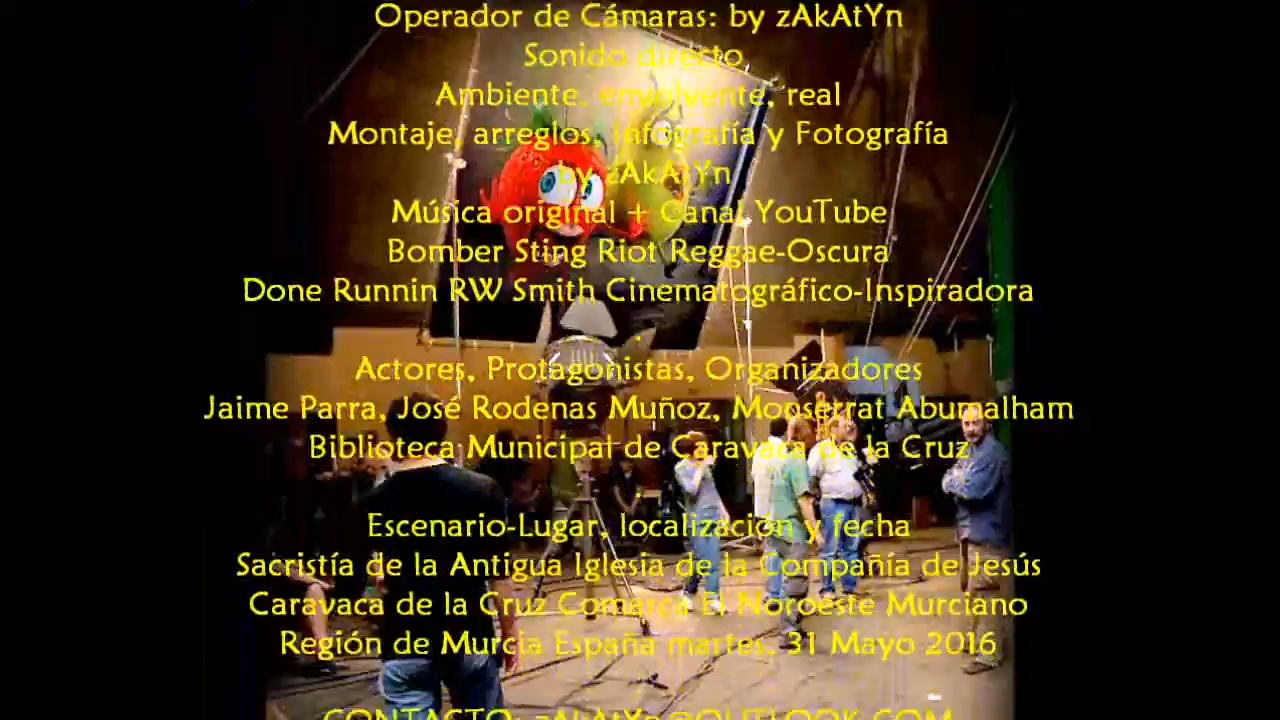 Operador de Cámaras: by zAkAtYn
Sonido directo
Ambiente, envolvente, real
Montaje, arreglos, Infografía y Fotografía
by zAkAtYn
Música original + Canal YouTube
Bomber Sting Riot Reggae-Oscura
Done Runnin RW Smith Cinematográfico-Inspiradora
.
Actores, Protagonistas, Organizadores
Jaime Parra, José Rodenas Muñoz, Monserrat Abumalham
Biblioteca Municipal de Caravaca de la Cruz
Escenario-Lugar, localización y fecha
Sacristía de la Antigua Iglesia de la Compañía de Jesús
Caravaca de la Cruz Comarca El Noroeste Murciano
Región de Murcia España martes, 31 Mayo 2016
CONTACTO: zAkAtYn@OUTLOOK.COM